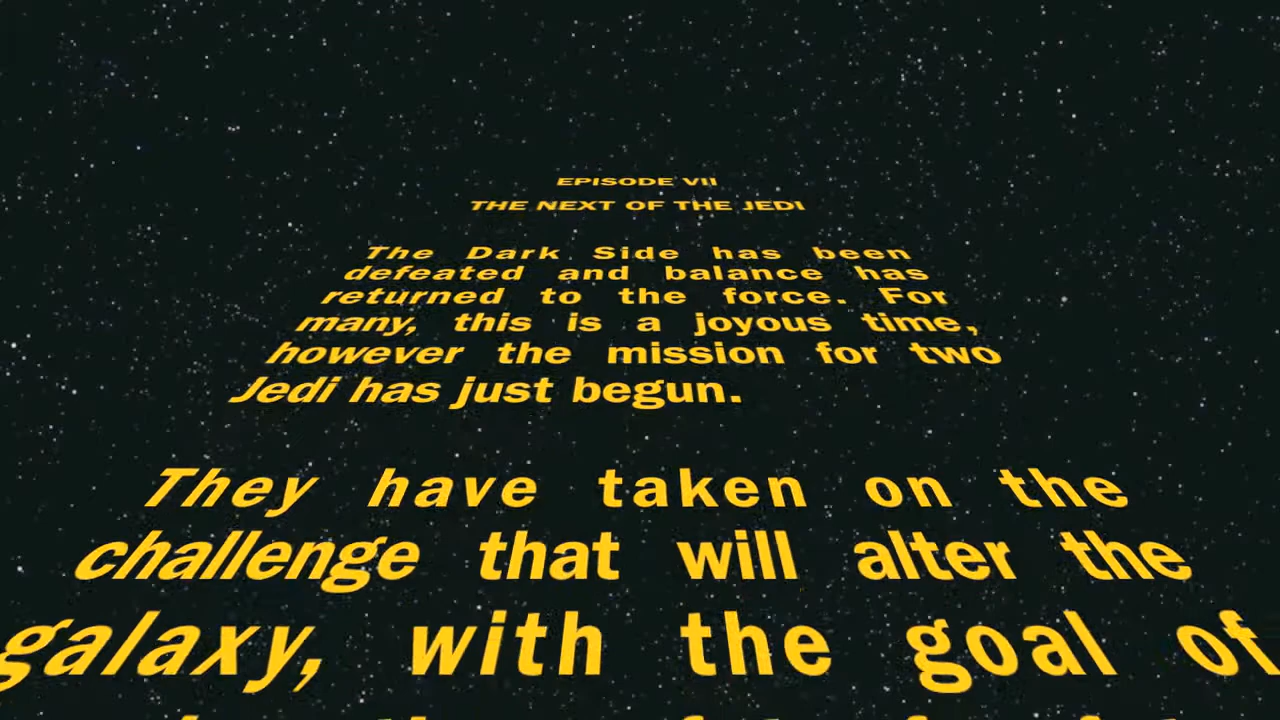 EPISODE VII
THE NEXT OF THE JEDI
The Dark Side has been
defeated and balance has
returned to the force. For
many, this is a joyous time,
however the mission for two
Jedi has just begun.
They have taken on the
challenge that will alter the
galaxy, with the goal of